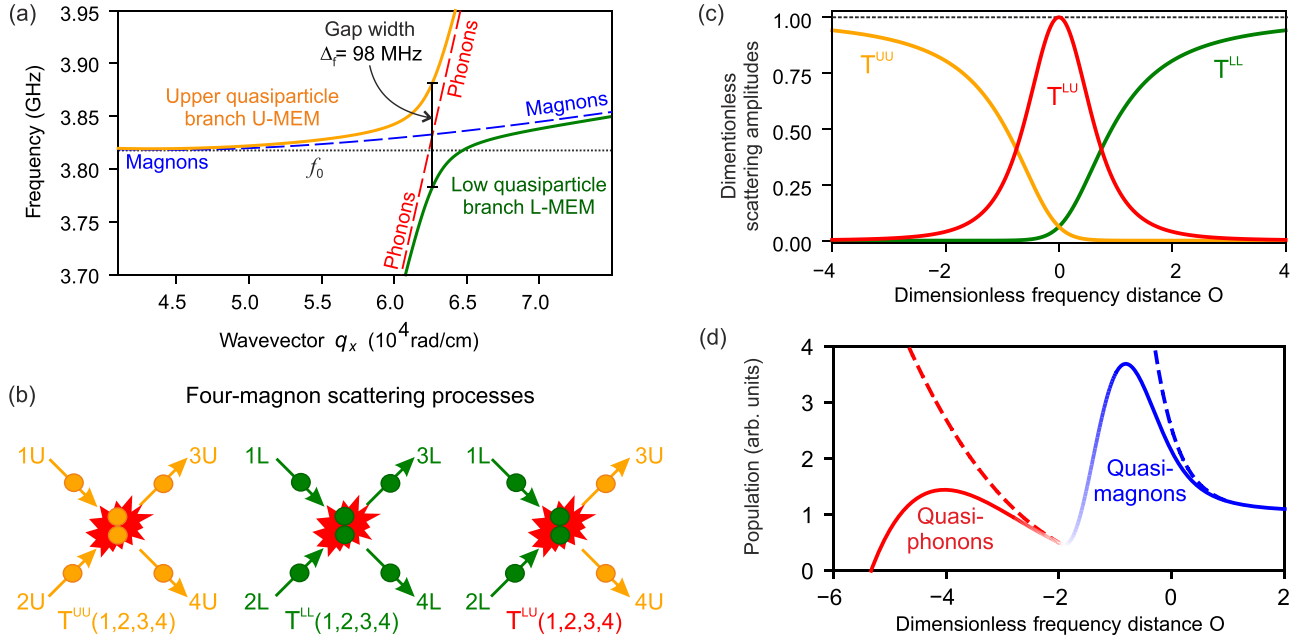 (a)
3.95
3.90
3.85
3.80
3.75
3.70
Frequency (GHz)
Gap width
Δf= 98 MHz
Upper quasiparticle
branch U-MEM
Phonons
Magnons
Magnons
f0
Low quasiparticle
branch L-MEM
Phonons
4.5 5.0 5.5 6.0 6.5 7.0
Wavevector qx (10^4 rad/cm)
(b)
Four-magnon scattering processes
1U 3U 1L 3L 1L 3U
2U 4U 2L 4L 2L 4U
T^UU(1,2,3,4) T^LL(1,2,3,4) T^LU(1,2,3,4)
(c)
1.00
0.75
0.50
0.25
0.00
Dimentionless
scattering amplitudes
T^UU
T^LU
T^LL
−4 −2 0 2 4
Dimensionless frequency distance O
(d)
4
3
2
1
0
Population (arb. units)
Quasi-
phonons
Quasi-
magnons
−6 −4 −2 0 2
Dimensionless frequency distance O